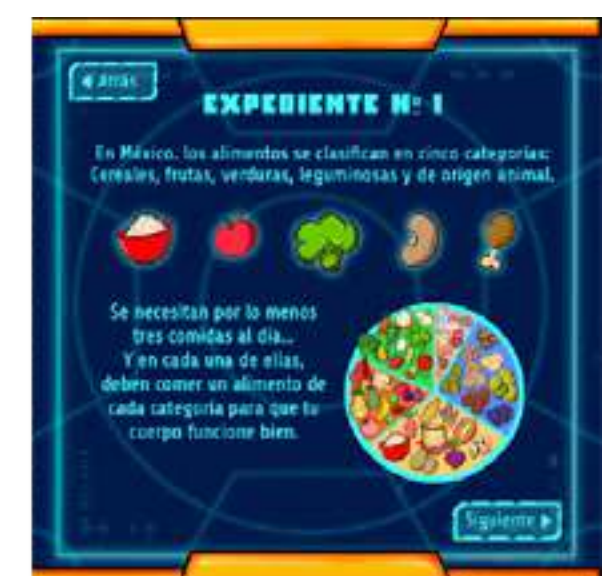 Atrás
EXPEDIENTE Nº 1
En México, los alimentos se clasifican en cinco categorías:
Cereales, frutas, verduras, leguminosas y de origen animal.
Se necesitan por lo menos
tres comidas al día...
Y en cada una de ellas,
deben comer un alimento de
cada categoría para que tu
cuerpo funcione bien.
Siguiente